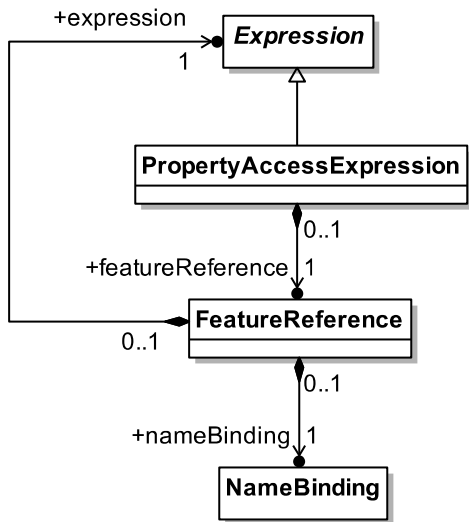 +expression
1
Expression
PropertyAccessExpression
0..1
+featureReference
1
FeatureReference
0..1
0..1
+nameBinding
1
NameBinding